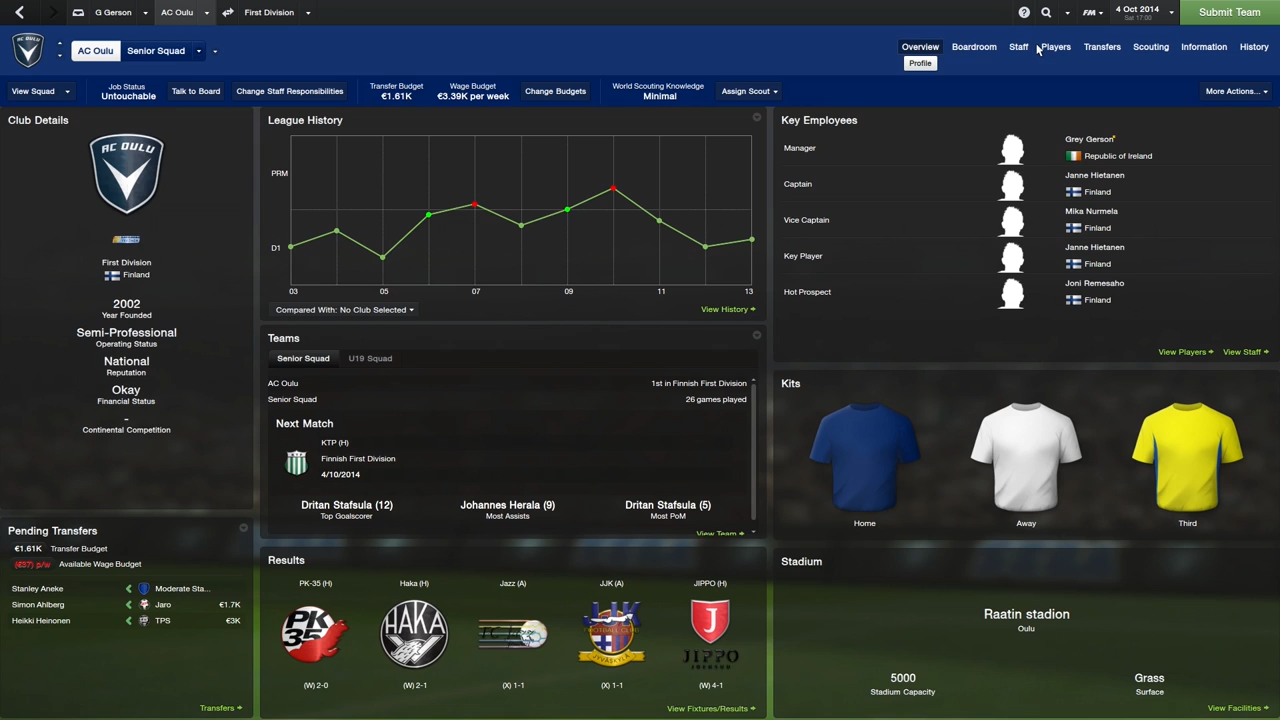 G Gerson
AC Oulu
First Division
FM
4 Oct 2014
Sat 17:00
Submit Team
AC Oulu
Senior Squad
Overview
Boardroom
Staff
Players
Transfers
Scouting
Information
History
Profile
View Squad
Job Status
Untouchable
Talk to Board
Change Staff Responsibilities
Transfer Budget
€1.61K
Wage Budget
€3.39K per week
Change Budgets
World Scouting Knowledge
Minimal
Assign Scout
More Actions...
Club Details
AC OULU
First Division
Finland
2002
Year Founded
Semi-Professional
Operating Status
National
Reputation
Okay
Financial Status
-
Continental Competition
Pending Transfers
€1.61K Transfer Budget
(€37) p/w Available Wage Budget
Stanley Aneke Moderate Sta...
Simon Ahlberg Jaro €1.7K
Heikki Heinonen TPS €3K
Transfers
League History
PRM
D1
03 05 07 09 11 13
Compared With: No Club Selected
View History
Teams
Senior Squad U19 Squad
AC Oulu 1st in Finnish First Division
Senior Squad 26 games played
Next Match
KTP (H)
Finnish First Division
4/10/2014
Dritan Stafsula (12) Johannes Herala (9) Dritan Stafsula (5)
Top Goalscorer Most Assists Most PoM
View Team
Results
PK-35 (H) Haka (H) Jazz (A) JJK (A) JIPPO (H)
PK 35
HAKA
JJK
JYVÄSKYLÄ
J
JIPPO
(W) 2-0 (W) 2-1 (X) 1-1 (X) 1-1 (W) 4-1
View Fixtures/Results
Key Employees
Manager Grey Gerson
Republic of Ireland
Captain Janne Hietanen
Finland
Vice Captain Mika Nurmela
Finland
Key Player Janne Hietanen
Finland
Hot Prospect Joni Remesaho
Finland
View Players View Staff
Kits
Home Away Third
Stadium
Raatin stadion
Oulu
5000
Stadium Capacity
Grass
Surface
View Facilities